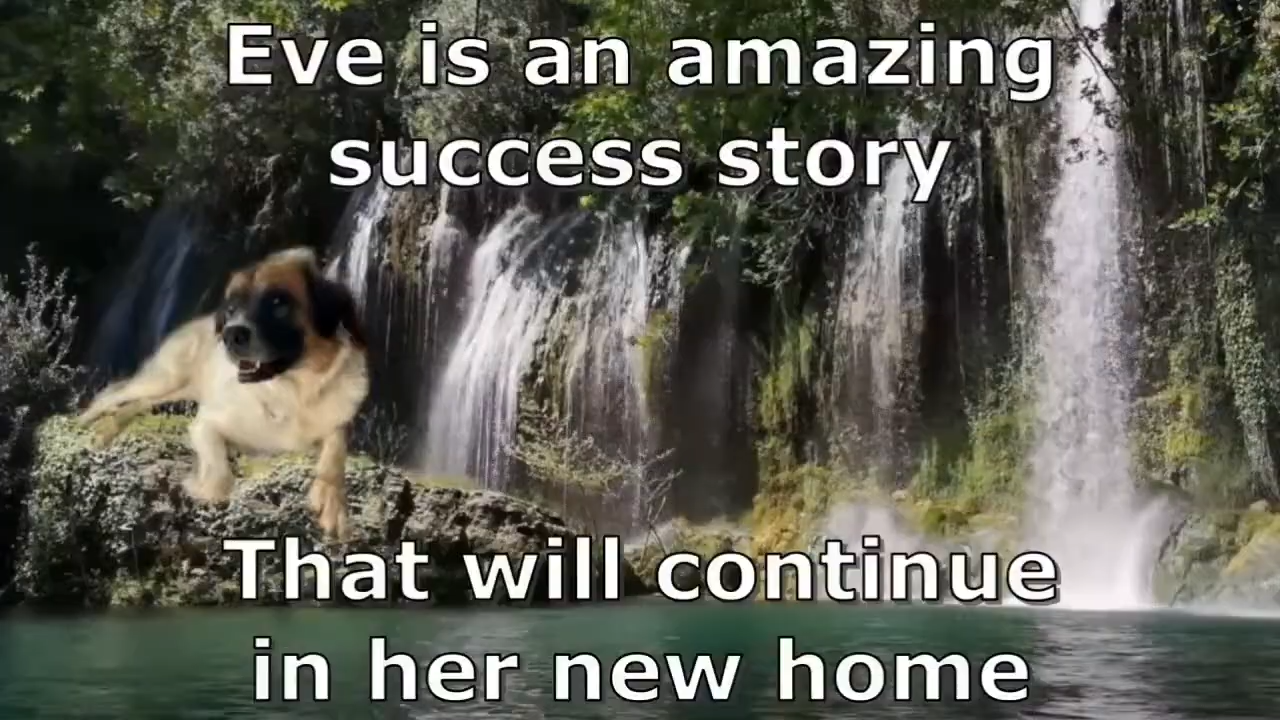 Eve is an amazing
success story
That will continue
in her new home